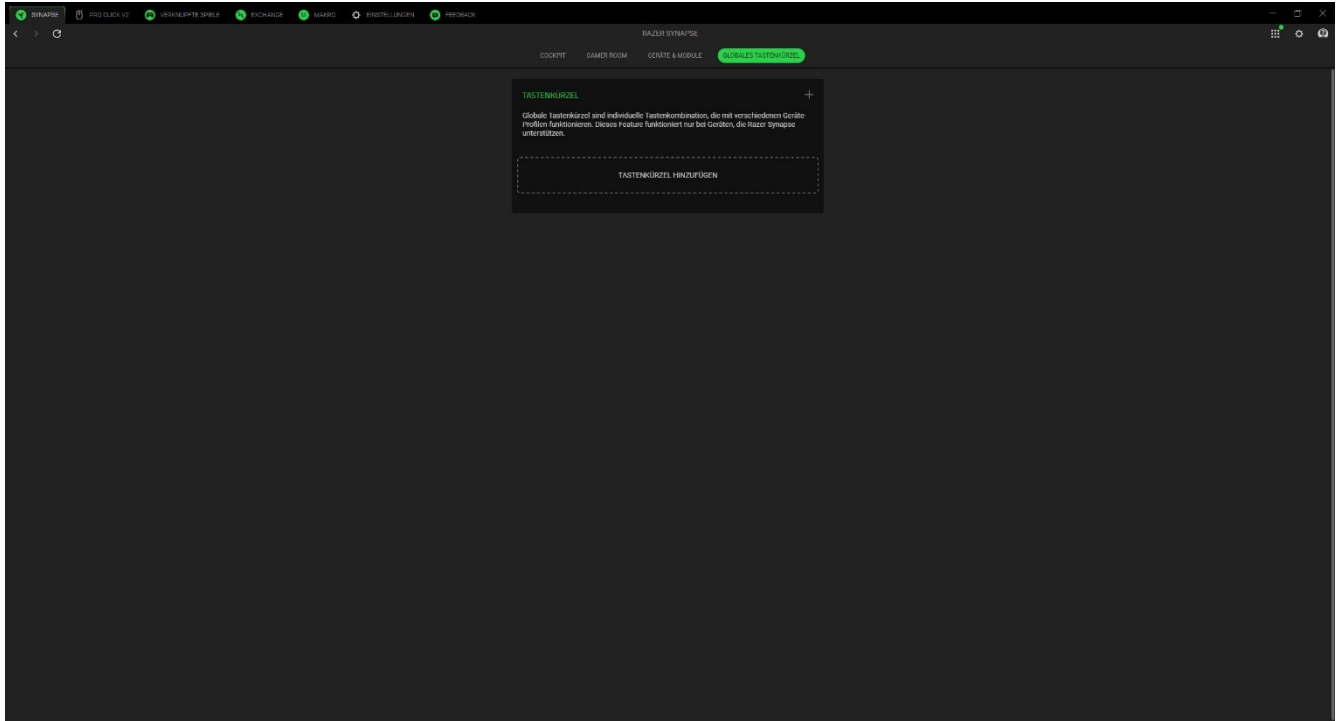 SYNAPSE PRO CLICK V2 VERKNÜPFTE SPIELE EXCHANGE MAKRO EINSTELLUNGEN FEEDBACK
RAZER SYNAPSE
COCKPIT GAMER ROOM GERÄTE & MODULE GLOBALES TASTENKÜRZEL
TASTENKÜRZEL
Globale Tastenkürzel sind individuelle Tastenkombination, die mit verschiedenen Geräte-
Profilen funktionieren. Dieses Feature funktioniert nur bei Geräten, die Razer Synapse
unterstützen.
TASTENKÜRZEL HINZUFÜGEN